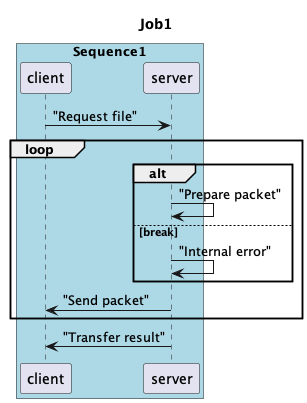 Job1
Sequence1
client server
"Request file"
loop
alt
"Prepare packet"
[break]
"Internal error"
"Send packet"
"Transfer result"
client server